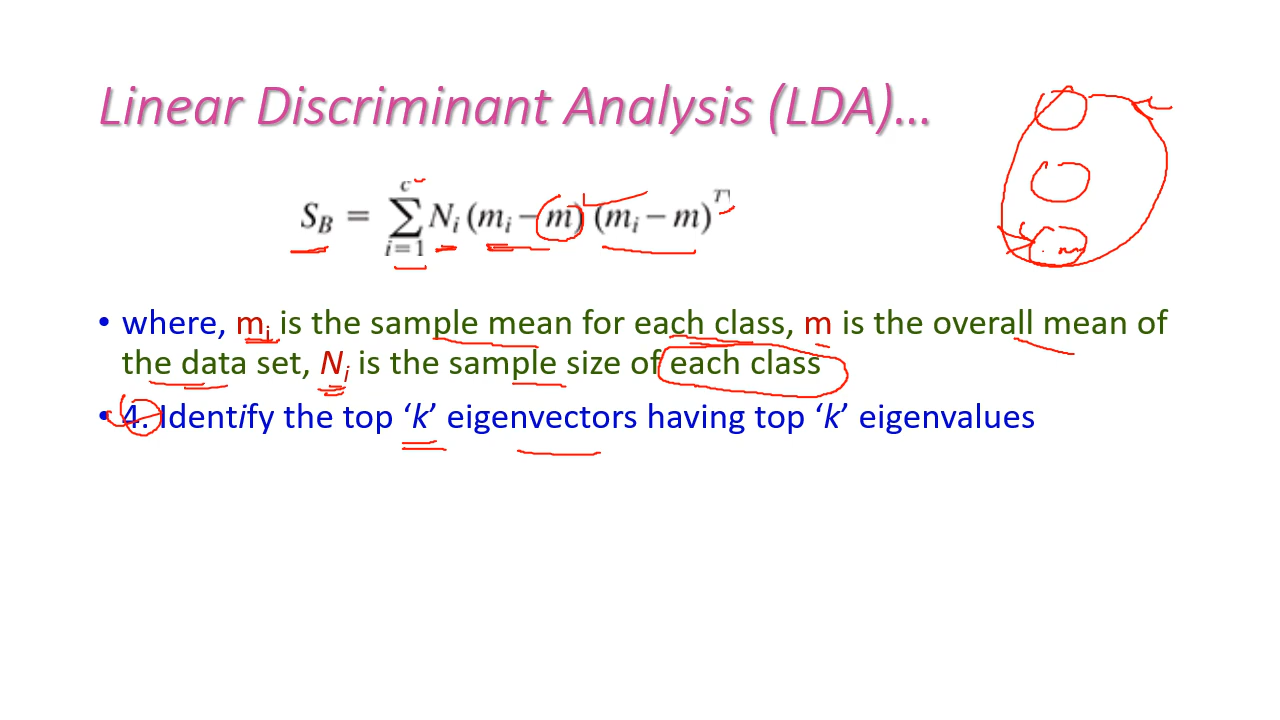 Linear Discriminant Analysis (LDA)...
S_B = \sum_{i=1}^{c} N_i (m_i − m) (m_i − m)^T
• where, m_i is the sample mean for each class, m is the overall mean of
the data set, N_i is the sample size of each class
• 4. Identify the top ‘k’ eigenvectors having top ‘k’ eigenvalues